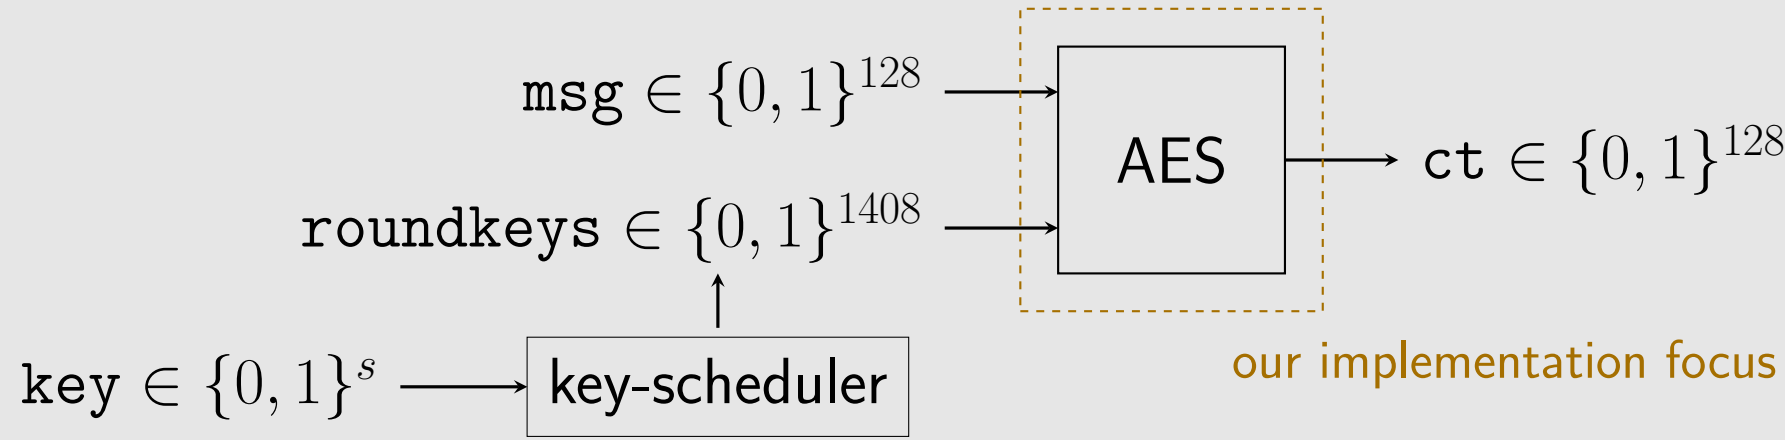 msg ∈ {0, 1}^128
AES
ct ∈ {0, 1}^128
roundkeys ∈ {0, 1}^1408
our implementation focus
key ∈ {0, 1}^s
key-scheduler